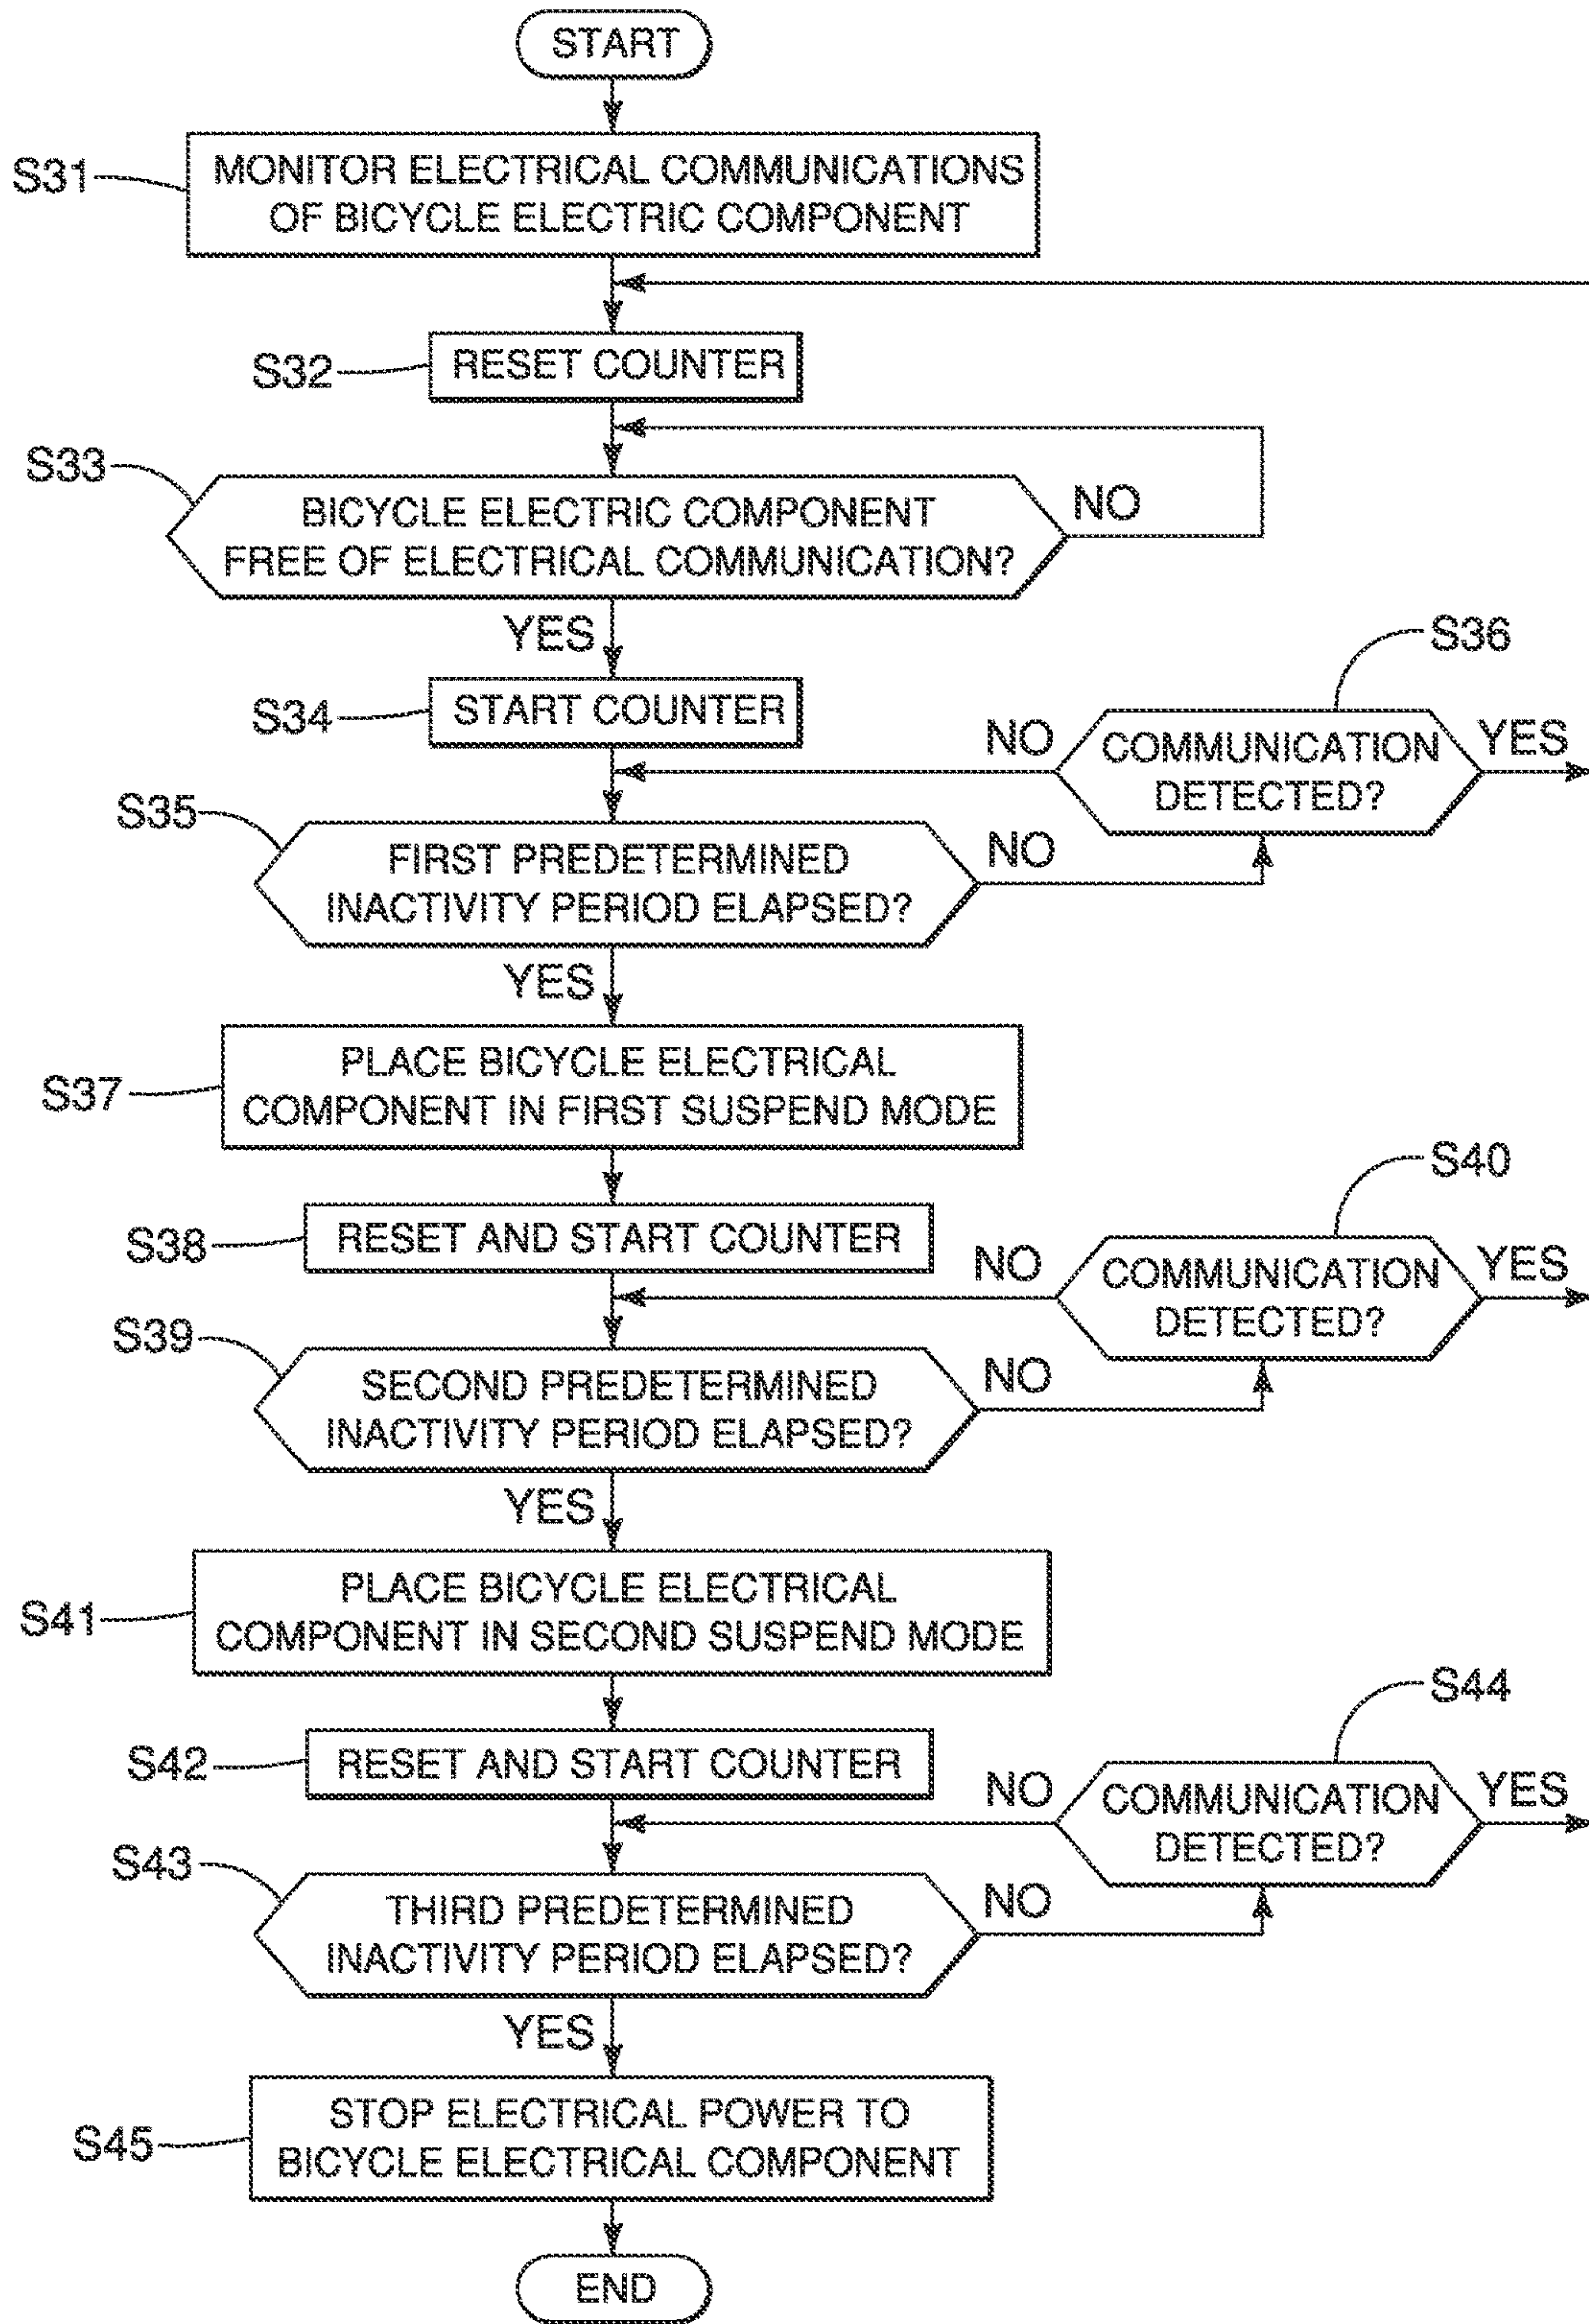 START
S31
MONITOR ELECTRICAL COMMUNICATIONS
OF BICYCLE ELECTRIC COMPONENT
S32
RESET COUNTER
S33
BICYCLE ELECTRIC COMPONENT
FREE OF ELECTRICAL COMMUNICATION?
NO
YES
S34
START COUNTER
S36
NO
COMMUNICATION
DETECTED?
YES
S35
FIRST PREDETERMINED
INACTIVITY PERIOD ELAPSED?
NO
YES
S37
PLACE BICYCLE ELECTRICAL
COMPONENT IN FIRST SUSPEND MODE
S38
RESET AND START COUNTER
S40
NO
COMMUNICATION
DETECTED?
YES
S39
SECOND PREDETERMINED
INACTIVITY PERIOD ELAPSED?
NO
YES
S41
PLACE BICYCLE ELECTRICAL
COMPONENT IN SECOND SUSPEND MODE
S42
RESET AND START COUNTER
S44
NO
COMMUNICATION
DETECTED?
YES
S43
THIRD PREDETERMINED
INACTIVITY PERIOD ELAPSED?
NO
YES
S45
STOP ELECTRICAL POWER TO
BICYCLE ELECTRICAL COMPONENT
END